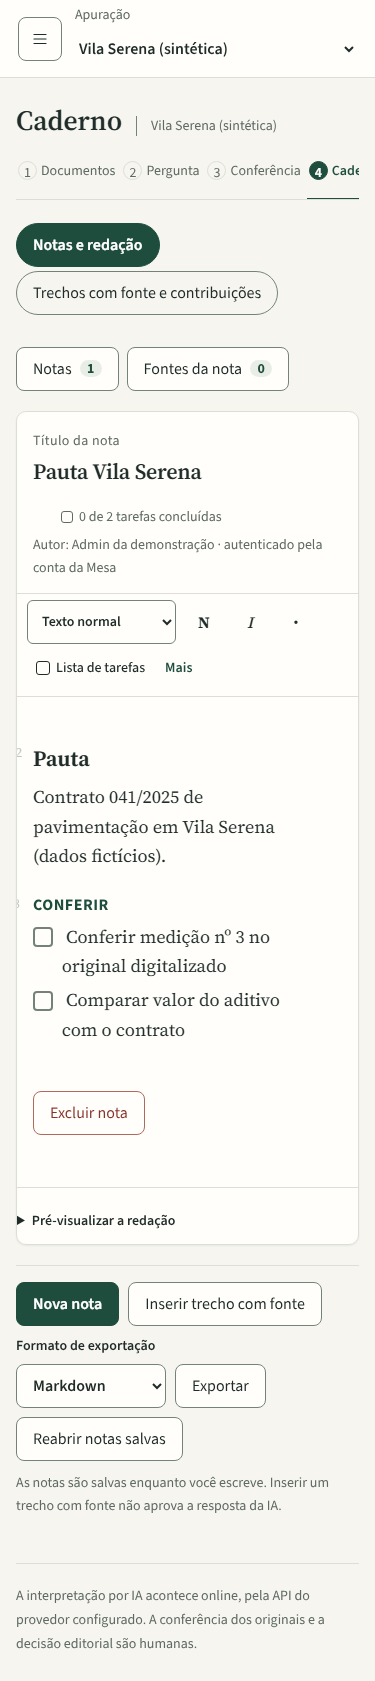 Apuração
☰
Vila Serena (sintética)
Caderno
Vila Serena (sintética)
1 Documentos 2 Pergunta 3 Conferência 4 Cade
Notas e redação
Trechos com fonte e contribuições
Notas 1 Fontes da nota 0
Título da nota
Pauta Vila Serena
0 de 2 tarefas concluídas
Autor: Admin da demonstração · autenticado pela
conta da Mesa
Texto normal N I •
Lista de tarefas Mais
2
Pauta
Contrato 041/2025 de
pavimentação em Vila Serena
(dados fictícios).
3
CONFERIR
Conferir medição nº 3 no
original digitalizado
Comparar valor do aditivo
com o contrato
Excluir nota
Pré-visualizar a redação
Nova nota Inserir trecho com fonte
Formato de exportação
Markdown Exportar
Reabrir notas salvas
As notas são salvas enquanto você escreve. Inserir um
trecho com fonte não aprova a resposta da IA.
A interpretação por IA acontece online, pela API do
provedor configurado. A conferência dos originais e a
decisão editorial são humanas.